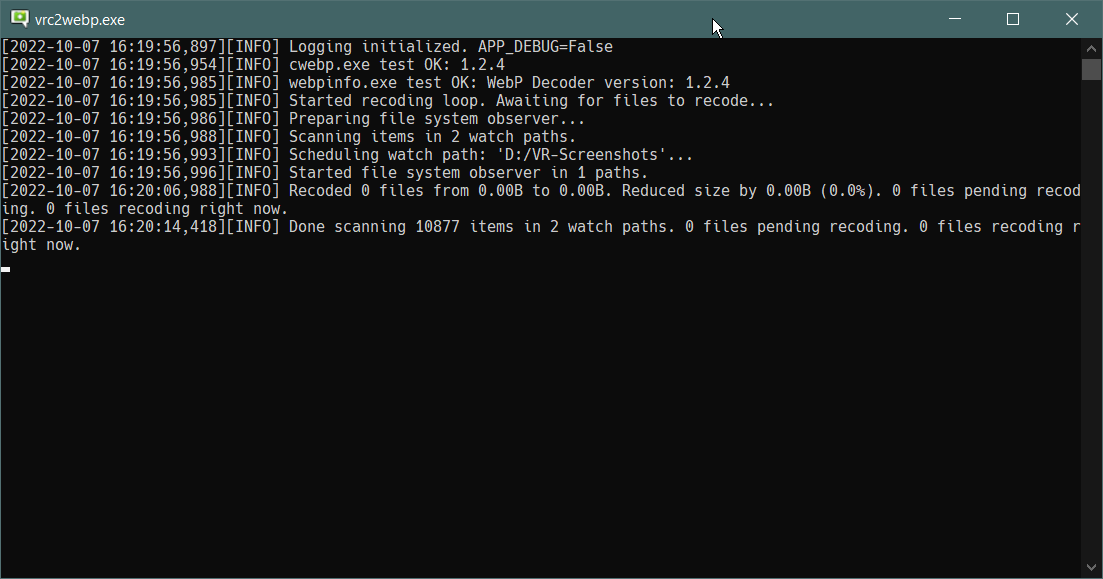 vrc2webp.exe
[2022-10-07 16:19:56,897][INFO] Logging initialized. APP_DEBUG=False
[2022-10-07 16:19:56,954][INFO] cwebp.exe test OK: 1.2.4
[2022-10-07 16:19:56,985][INFO] webpinfo.exe test OK: WebP Decoder version: 1.2.4
[2022-10-07 16:19:56,985][INFO] Started recoding loop. Awaiting for files to recode...
[2022-10-07 16:19:56,986][INFO] Preparing file system observer...
[2022-10-07 16:19:56,988][INFO] Scanning items in 2 watch paths.
[2022-10-07 16:19:56,993][INFO] Scheduling watch path: 'D:/VR-Screenshots'...
[2022-10-07 16:19:56,996][INFO] Started file system observer in 1 paths.
[2022-10-07 16:20:06,988][INFO] Recoded 0 files from 0.00B to 0.00B. Reduced size by 0.00B (0.0%). 0 files pending recod
ing. 0 files recoding right now.
[2022-10-07 16:20:14,418][INFO] Done scanning 10877 items in 2 watch paths. 0 files pending recoding. 0 files recoding r
ight now.